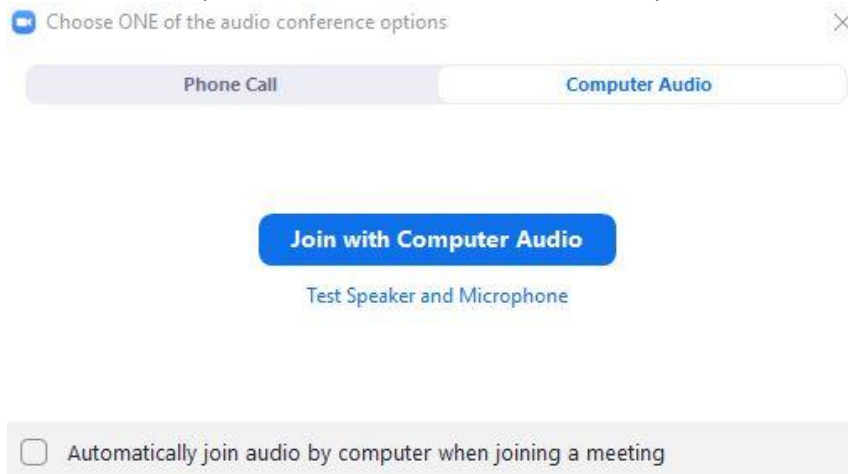 Choose ONE of the audio conference options
Phone Call
Computer Audio
Join with Computer Audio
Test Speaker and Microphone
Automatically join audio by computer when joining a meeting